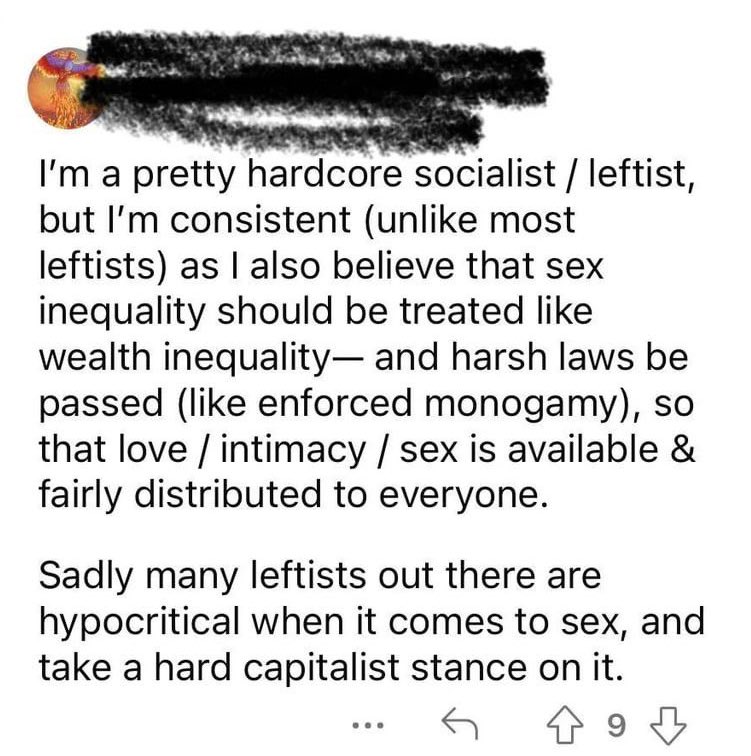 I'm a pretty hardcore socialist / leftist,
but I'm consistent (unlike most
leftists) as I also believe that sex
inequality should be treated like
wealth inequality— and harsh laws be
passed (like enforced monogamy), so
that love / intimacy / sex is available &
fairly distributed to everyone.
Sadly many leftists out there are
hypocritical when it comes to sex, and
take a hard capitalist stance on it.
9